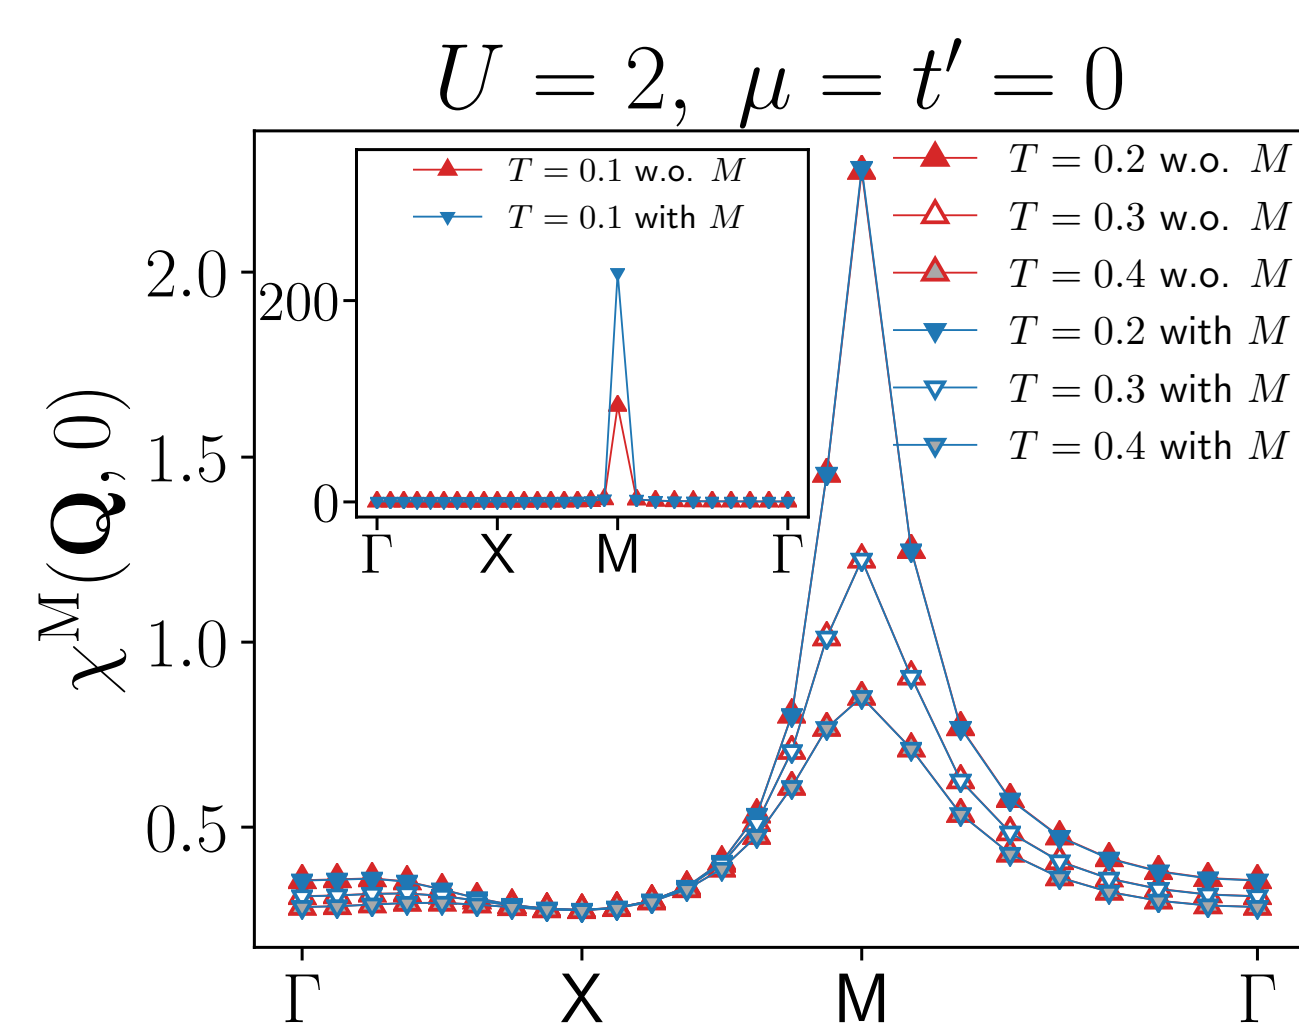 U = 2, μ = t′ = 0
T = 0.1 w.o. M
T = 0.1 with M
200
0
Γ X M Γ
T = 0.2 w.o. M
T = 0.3 w.o. M
T = 0.4 w.o. M
T = 0.2 with M
T = 0.3 with M
T = 0.4 with M
2.0
1.5
1.0
0.5
χ^M(Q, 0)
Γ X M Γ